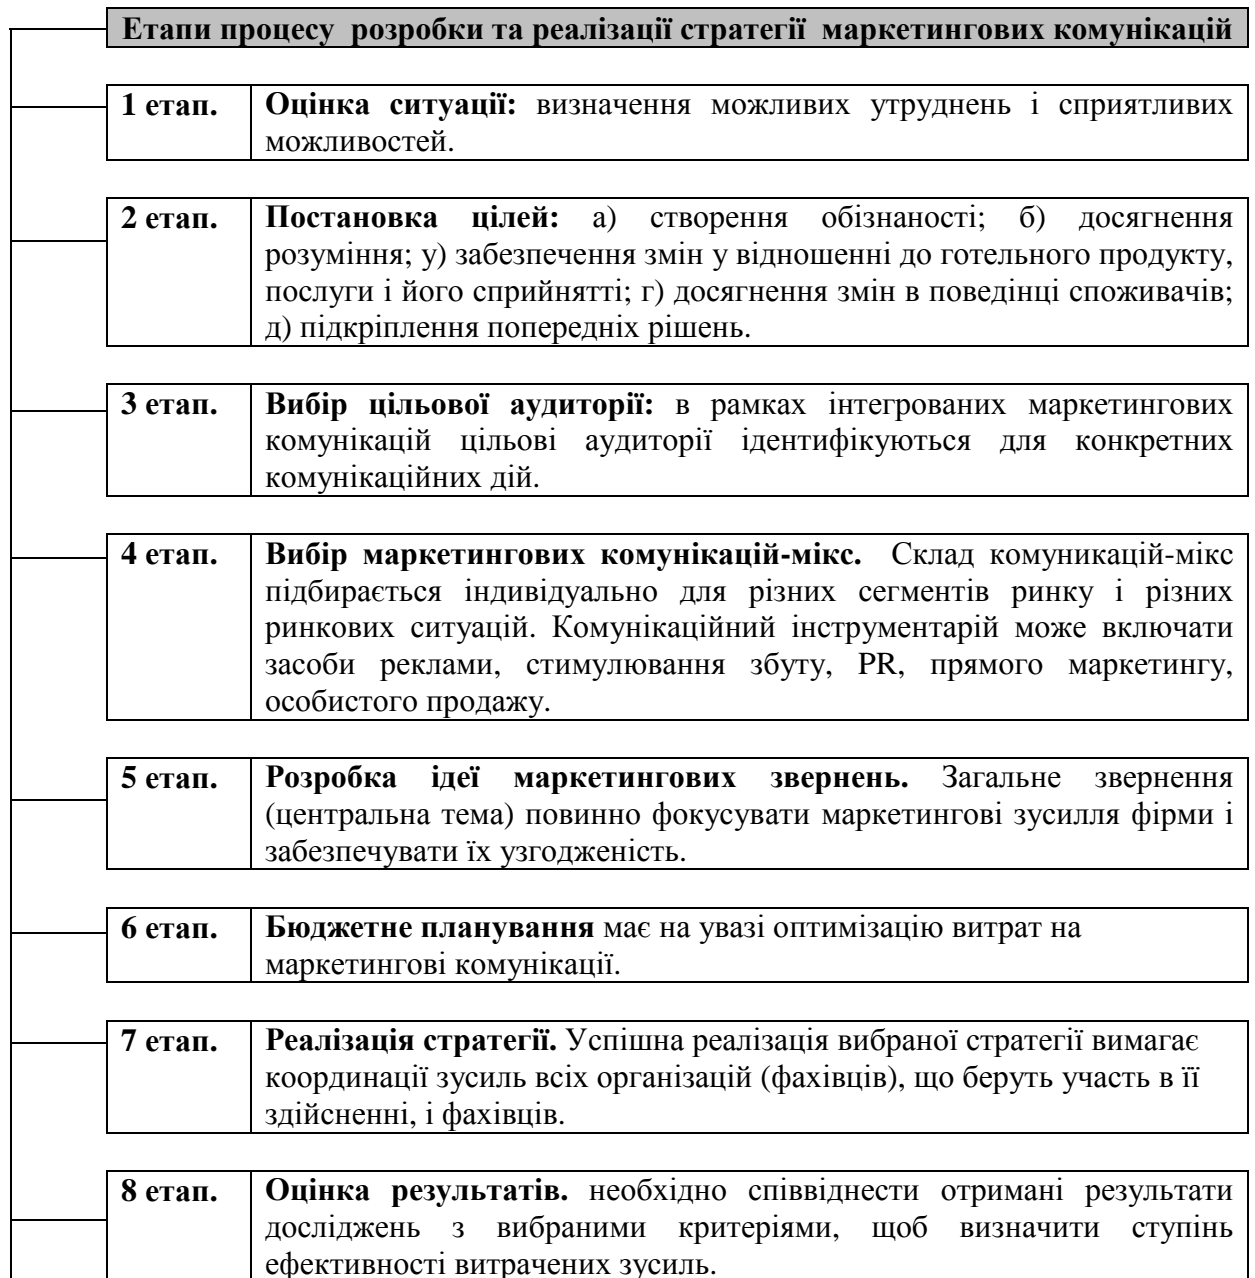 Етапи процесу розробки та реалізації стратегії маркетингових комунікацій
1 етап. Оцінка ситуації: визначення можливих утруднень і сприятливих
можливостей.
2 етап. Постановка цілей: а) створення обізнаності; б) досягнення
розуміння; у) забезпечення змін у відношенні до готельного продукту,
послуги і його сприйнятті; г) досягнення змін в поведінці споживачів;
д) підкріплення попередніх рішень.
3 етап. Вибір цільової аудиторії: в рамках інтегрованих маркетингових
комунікацій цільові аудиторії ідентифікуються для конкретних
комунікаційних дій.
4 етап. Вибір маркетингових комунікацій-мікс. Склад комуникацій-мікс
підбирається індивідуально для різних сегментів ринку і різних
ринкових ситуацій. Комунікаційний інструментарій може включати
засоби реклами, стимулювання збуту, PR, прямого маркетингу,
особистого продажу.
5 етап. Розробка ідеї маркетингових звернень. Загальне звернення
(центральна тема) повинно фокусувати маркетингові зусилля фірми і
забезпечувати їх узгодженість.
6 етап. Бюджетне планування має на увазі оптимізацію витрат на
маркетингові комунікації.
7 етап. Реалізація стратегії. Успішна реалізація вибраної стратегії вимагає
координації зусиль всіх організацій (фахівців), що беруть участь в її
здійсненні, і фахівців.
8 етап. Оцінка результатів. необхідно співвіднести отримані результати
досліджень з вибраними критеріями, щоб визначити ступінь
ефективності витрачених зусиль.